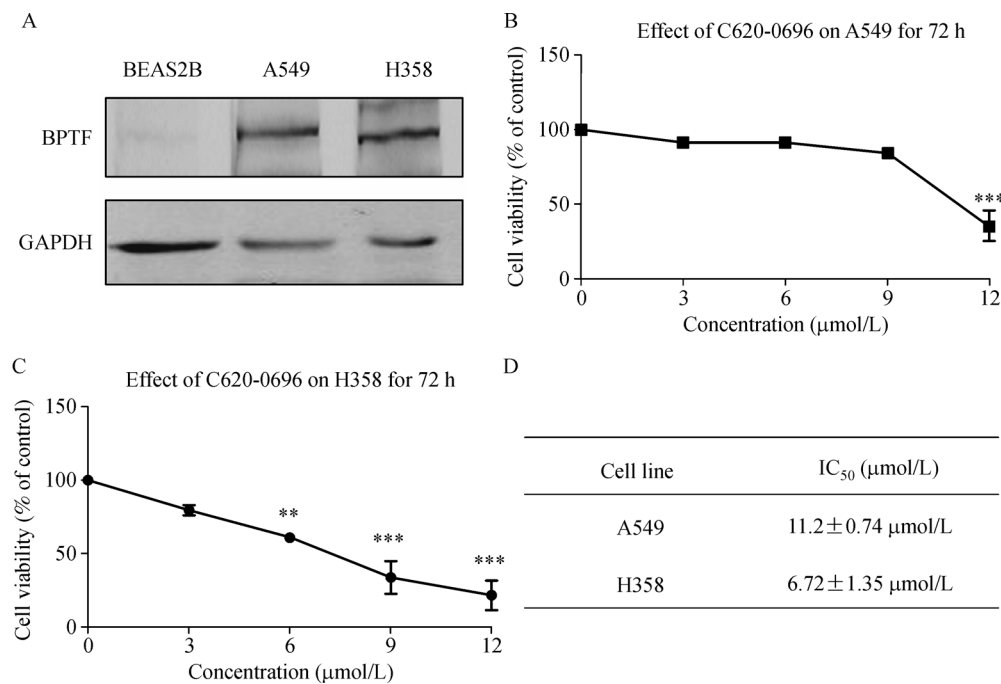 A
BEAS2B A549 H358
BPTF
GAPDH
B
Effect of C620-0696 on A549 for 72 h
Cell viability (% of control)
150
100
50
0
***
0 3 6 9 12
Concentration (μmol/L)
C
Effect of C620-0696 on H358 for 72 h
Cell viability (% of control)
150
100
50
0
**
***
***
0 3 6 9 12
Concentration (μmol/L)
D
Cell line IC50 (μmol/L)
A549 11.2±0.74 μmol/L
H358 6.72±1.35 μmol/L